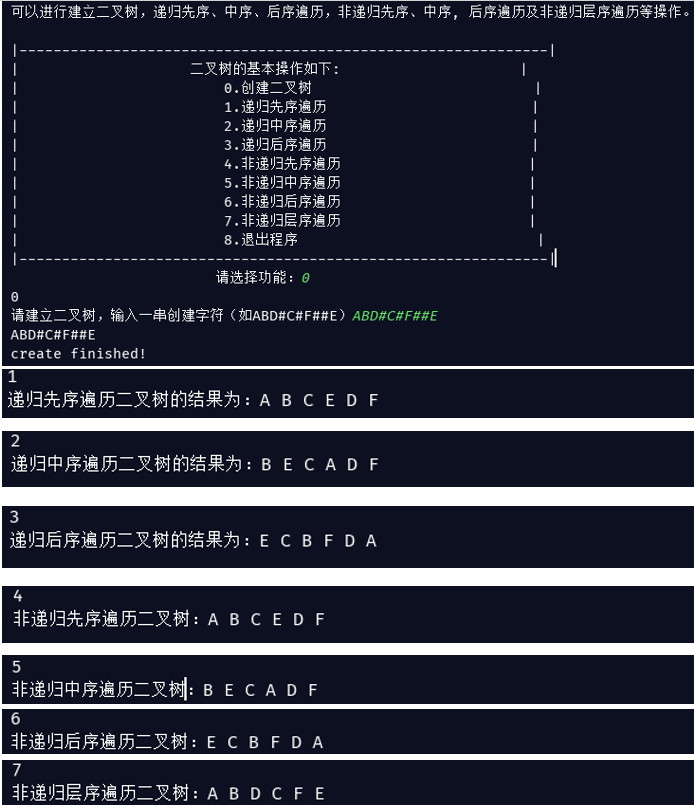 可以进行建立二叉树，递归先序、中序、后序遍历，非递归先序、中序, 后序遍历及非递归层序遍历等操作。
|--------------------------------------------------------------|
| 二叉树的基本操作如下: |
| 0.创建二叉树 |
| 1.递归先序遍历 |
| 2.递归中序遍历 |
| 3.递归后序遍历 |
| 4.非递归先序遍历 |
| 5.非递归中序遍历 |
| 6.非递归后序遍历 |
| 7.非递归层序遍历 |
| 8.退出程序 |
|--------------------------------------------------------------|
请选择功能：0
0
请建立二叉树，输入一串创建字符（如ABD#C#F##E）ABD#C#F##E
ABD#C#F##E
create finished!
1
递归先序遍历二叉树的结果为：A B C E D F
2
递归中序遍历二叉树的结果为：B E C A D F
3
递归后序遍历二叉树的结果为：E C B F D A
4
非递归先序遍历二叉树：A B C E D F
5
非递归中序遍历二叉树：B E C A D F
6
非递归后序遍历二叉树：E C B F D A
7
非递归层序遍历二叉树：A B D C F E